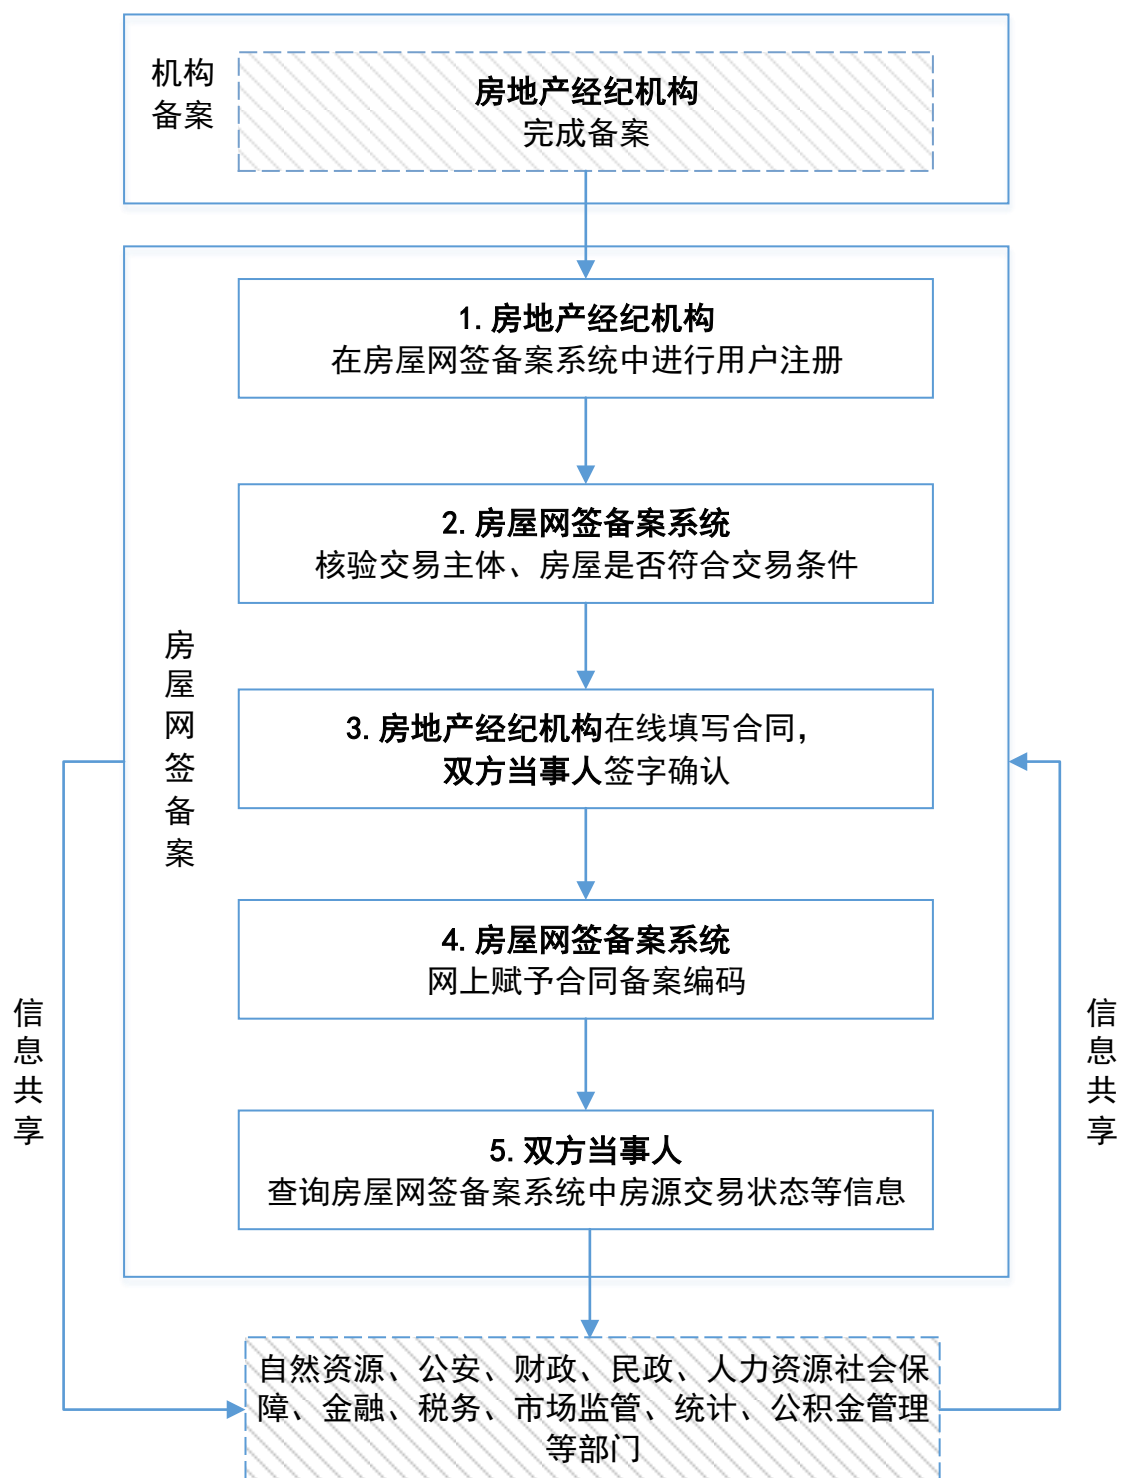 机构
备案
房地产经纪机构
完成备案
1.房地产经纪机构
在房屋网签备案系统中进行用户注册
2.房屋网签备案系统
核验交易主体、房屋是否符合交易条件
房
屋
网
签
备
案
3.房地产经纪机构在线填写合同，
双方当事人签字确认
4.房屋网签备案系统
网上赋予合同备案编码
5.双方当事人
查询房屋网签备案系统中房源交易状态等信息
信
息
共
享
信
息
共
享
自然资源、公安、财政、民政、人力资源社会保
障、金融、税务、市场监管、统计、公积金管理
等部门